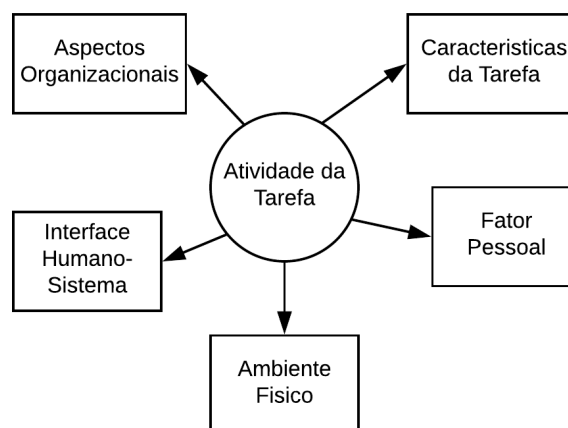 Aspectos
Organizacionais
Caracteristicas
da Tarefa
Atividade da
Tarefa
Interface
Humano-
Sistema
Fator
Pessoal
Ambiente
Fisico